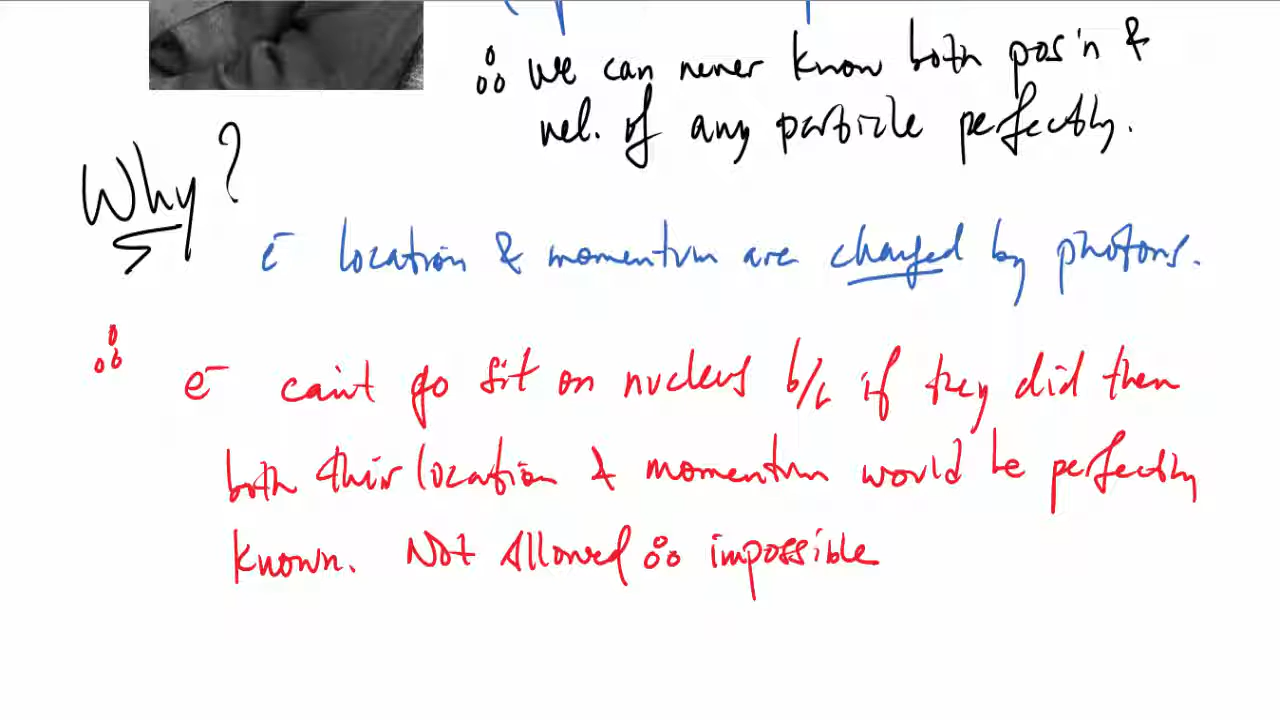 ∴ we can never know both pos'n &
vel. of any particle perfectly.
Why?
e⁻ location & momentum are changed by photons.
∴
e⁻ can't go sit on nucleus b/c if they did then
both their location & momentum would be perfectly
known. Not Allowed ∴ impossible